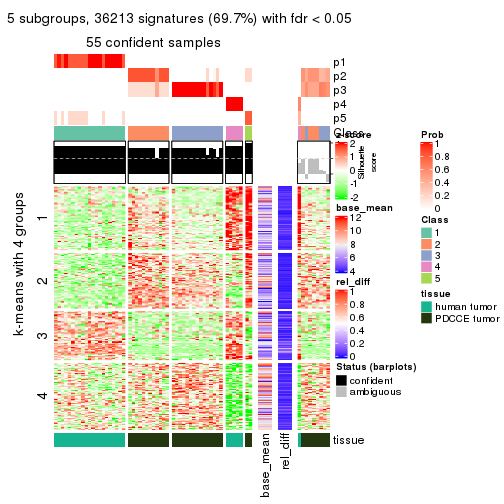 5 subgroups, 36213 signatures (69.7%) with fdr < 0.05
55 confident samples
p1
p2
p3
p4
p5
Class
Silhouette
score
k-means with 4 groups
1
2
3
4
base_mean
rel_diff
tissue
z-score
2
1
0
-1
-2
base_mean
12
10
8
6
4
rel_diff
1
0.8
0.6
0.4
0.2
0
Status (barplots)
confident
ambiguous
Prob
1
0.8
0.6
0.4
0.2
0
Class
1
2
3
4
5
tissue
human tumor
PDCCE tumor